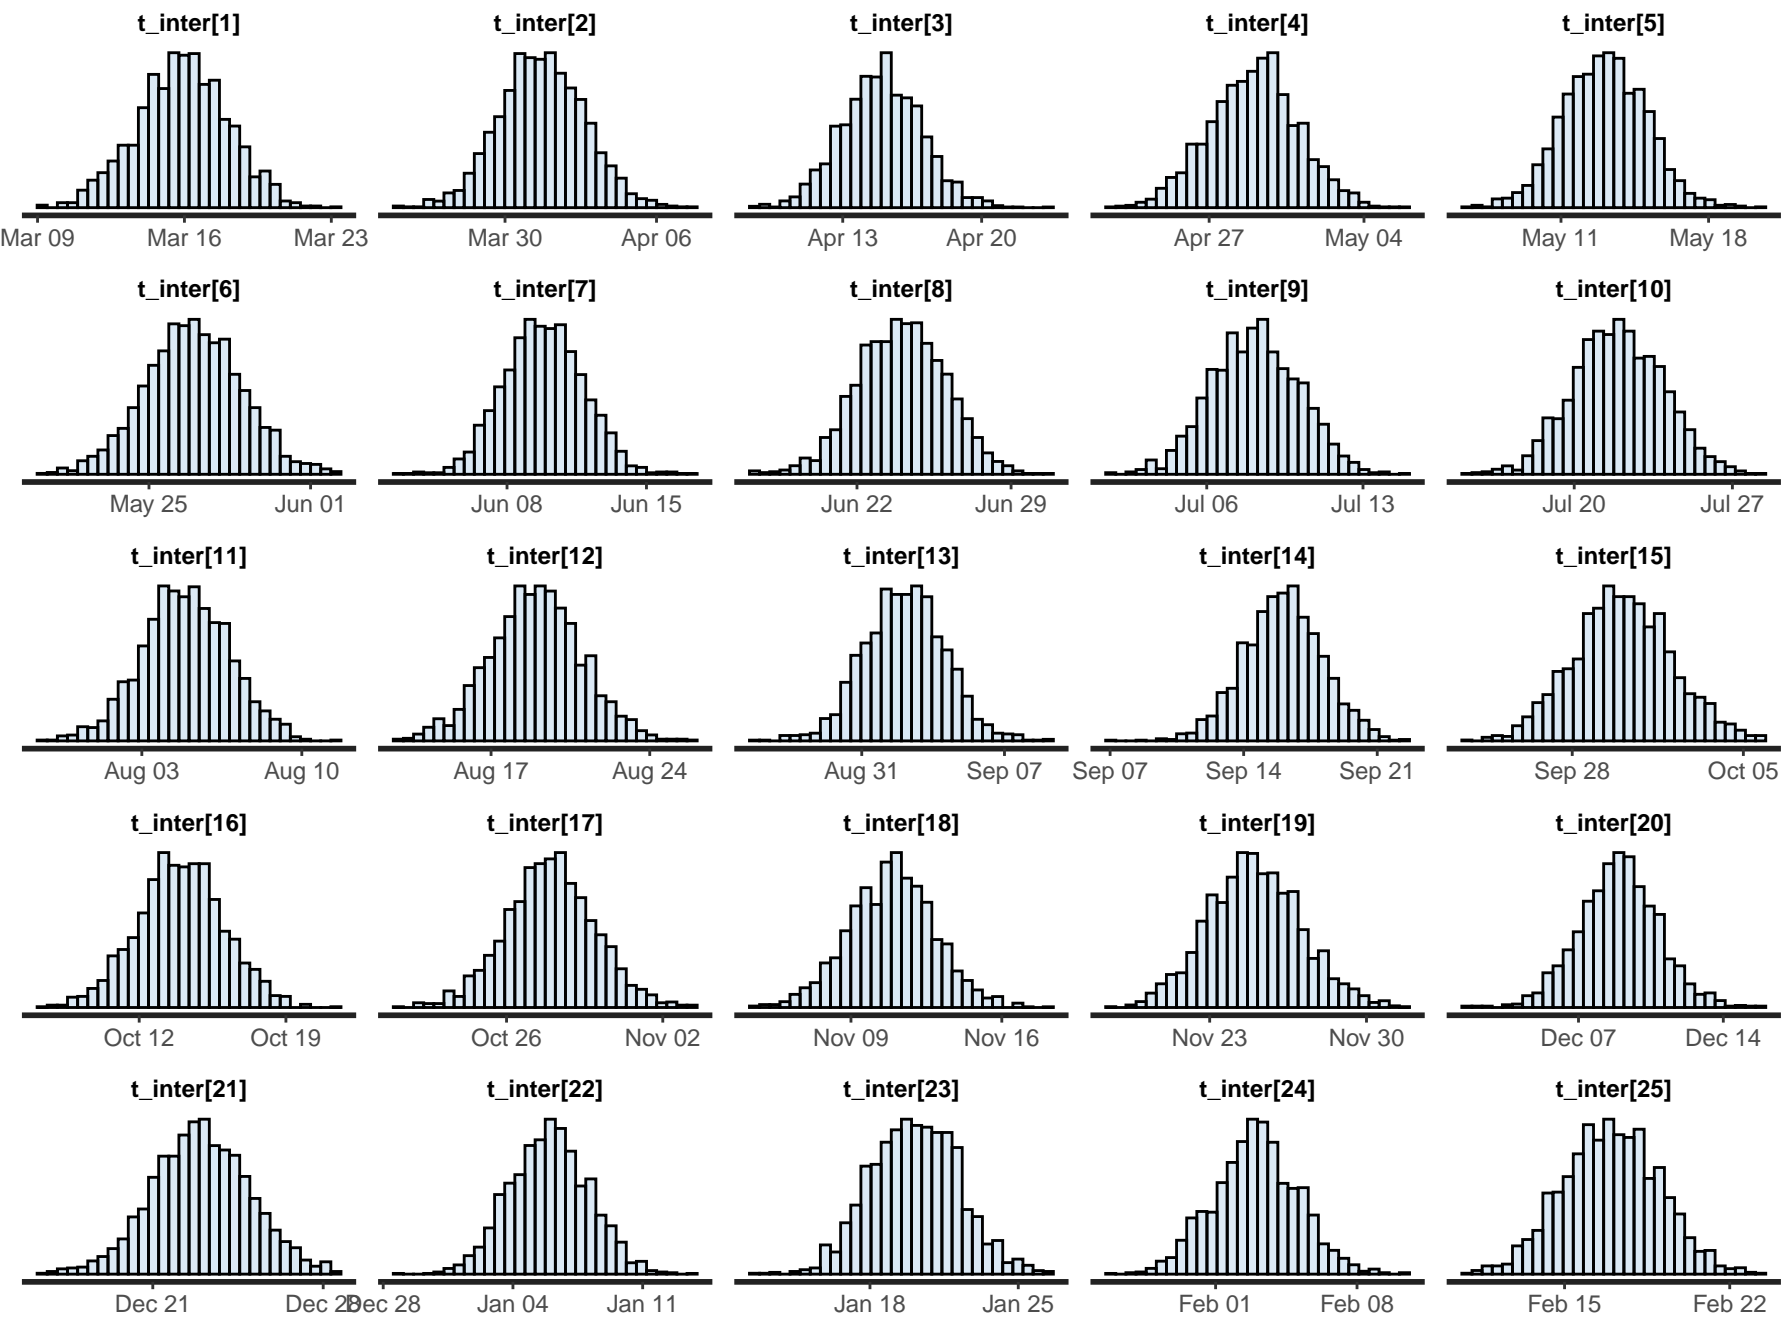 t_inter[1] t_inter[2] t_inter[3] t_inter[4] t_inter[5]
Mar 09 Mar 16 Mar 23 Mar 30 Apr 06 Apr 13 Apr 20 Apr 27 May 04 May 11 May 18
t_inter[6] t_inter[7] t_inter[8] t_inter[9] t_inter[10]
May 25 Jun 01 Jun 08 Jun 15 Jun 22 Jun 29 Jul 06 Jul 13 Jul 20 Jul 27
t_inter[11] t_inter[12] t_inter[13] t_inter[14] t_inter[15]
Aug 03 Aug 10 Aug 17 Aug 24 Aug 31 Sep 07 Sep 07 Sep 14 Sep 21 Sep 28 Oct 05
t_inter[16] t_inter[17] t_inter[18] t_inter[19] t_inter[20]
Oct 12 Oct 19 Oct 26 Nov 02 Nov 09 Nov 16 Nov 23 Nov 30 Dec 07 Dec 14
t_inter[21] t_inter[22] t_inter[23] t_inter[24] t_inter[25]
Dec 21 Dec 28 Dec 28 Jan 04 Jan 11 Jan 18 Jan 25 Feb 01 Feb 08 Feb 15 Feb 22